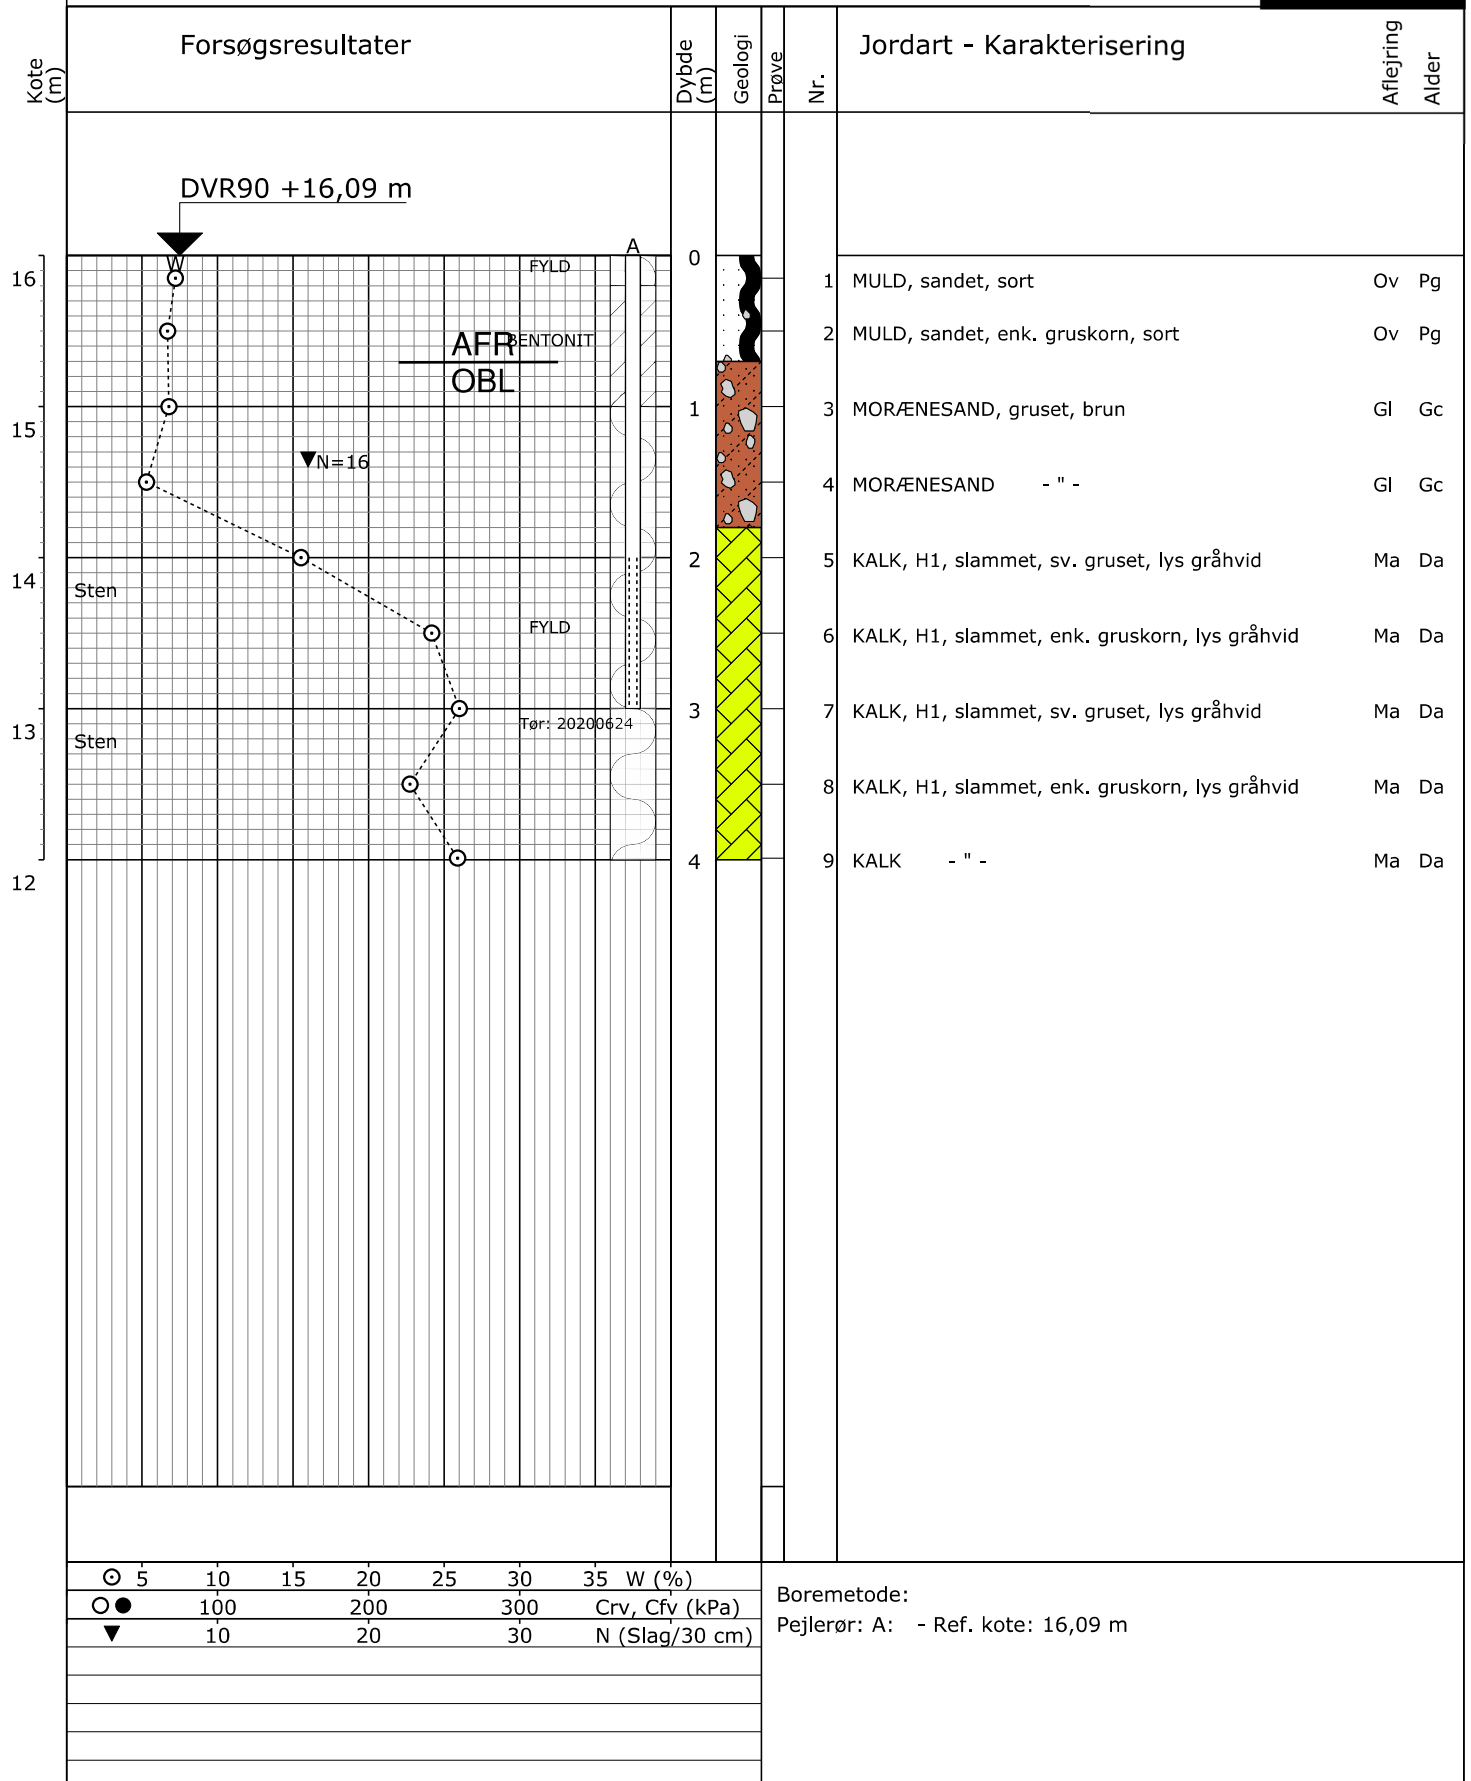 Kote (m)
Forsøgsresultater
Dybde (m)
Geologi
Prøve
Nr.
Jordart - Karakterisering
Aflejring
Alder
DVR90 +16,09 m
W
A
0
FYLD
16
1 MULD, sandet, sort Ov Pg
2 MULD, sandet, enk. gruskorn, sort Ov Pg
BENTONIT
AFR
OBL
1
3 MORÆNESAND, gruset, brun Gl Gc
15
N=16
4 MORÆNESAND - " - Gl Gc
2
5 KALK, H1, slammet, sv. gruset, lys gråhvid Ma Da
14
Sten
FYLD
6 KALK, H1, slammet, enk. gruskorn, lys gråhvid Ma Da
3
7 KALK, H1, slammet, sv. gruset, lys gråhvid Ma Da
Tør: 20200624
13
Sten
8 KALK, H1, slammet, enk. gruskorn, lys gråhvid Ma Da
4
9 KALK - " - Ma Da
12
5 10 15 20 25 30 35 W (%)
100 200 300 Crv, Cfv (kPa)
10 20 30 N (Slag/30 cm)
Boremetode:
Pejlerør: A: - Ref. kote: 16,09 m